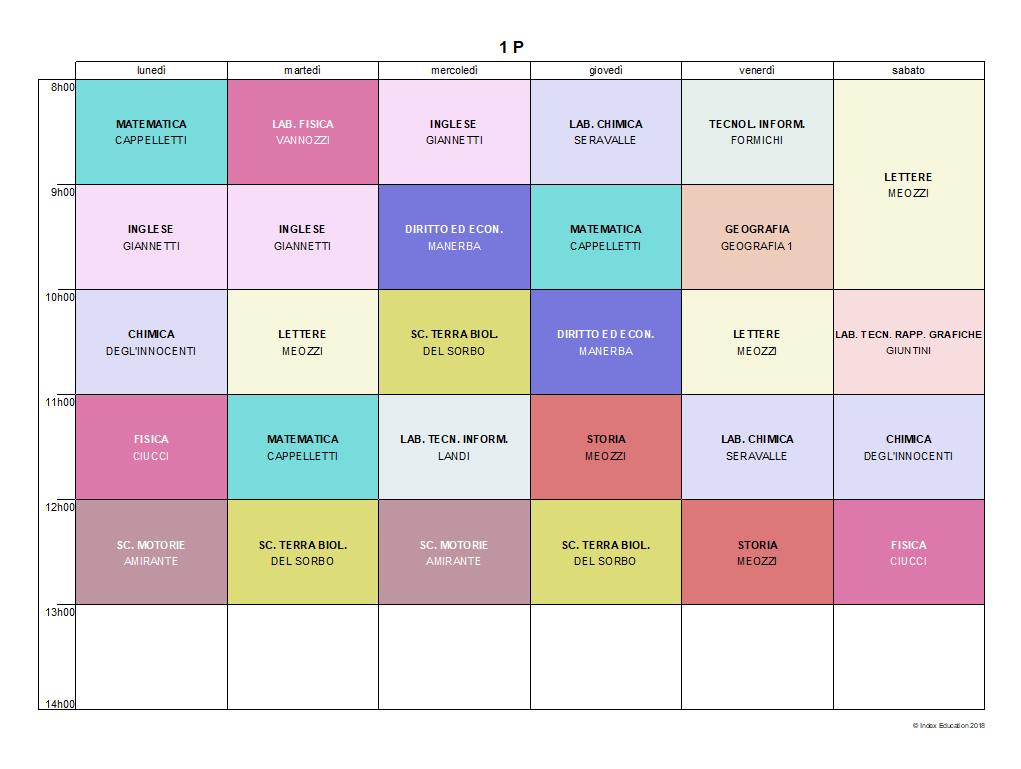 1 P
lunedì martedì mercoledì giovedì venerdì sabato
8h00
MATEMATICA
CAPPELLETTI
LAB. FISICA
VANNOZZI
INGLESE
GIANNETTI
LAB. CHIMICA
SERAVALLE
TECNOL. INFORM.
FORMICHI
LETTERE
MEOZZI
9h00
INGLESE
GIANNETTI
INGLESE
GIANNETTI
DIRITTO ED ECON.
MANERBA
MATEMATICA
CAPPELLETTI
GEOGRAFIA
GEOGRAFIA 1
10h00
CHIMICA
DEGL'INNOCENTI
LETTERE
MEOZZI
SC. TERRA BIOL.
DEL SORBO
DIRITTO ED ECON.
MANERBA
LETTERE
MEOZZI
LAB. TECN. RAPP. GRAFICHE
GIUNTINI
11h00
FISICA
CIUCCI
MATEMATICA
CAPPELLETTI
LAB. TECN. INFORM.
LANDI
STORIA
MEOZZI
LAB. CHIMICA
SERAVALLE
CHIMICA
DEGL'INNOCENTI
12h00
SC. MOTORIE
AMIRANTE
SC. TERRA BIOL.
DEL SORBO
SC. MOTORIE
AMIRANTE
SC. TERRA BIOL.
DEL SORBO
STORIA
MEOZZI
FISICA
CIUCCI
13h00
14h00
© Index Education 2018